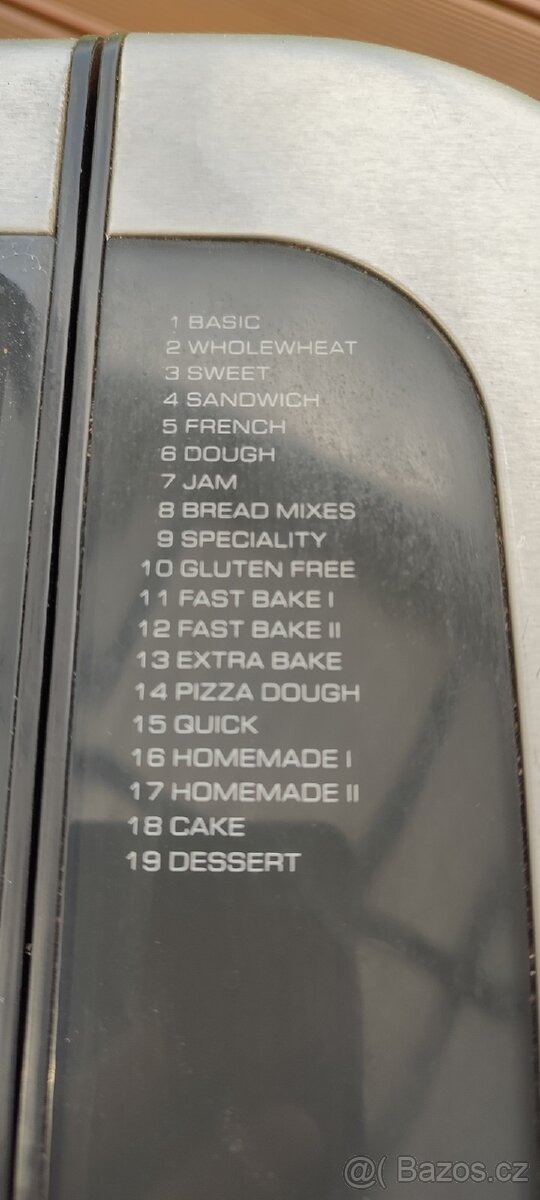 1 BASIC
2 WHOLEWHEAT
3 SWEET
4 SANDWICH
5 FRENCH
6 DOUGH
7 JAM
8 BREAD MIXES
9 SPECIALITY
10 GLUTEN FREE
11 FAST BAKE I
12 FAST BAKE II
13 EXTRA BAKE
14 PIZZA DOUGH
15 QUICK
16 HOMEMADE I
17 HOMEMADE II
18 CAKE
19 DESSERT
@( Bazos.cz